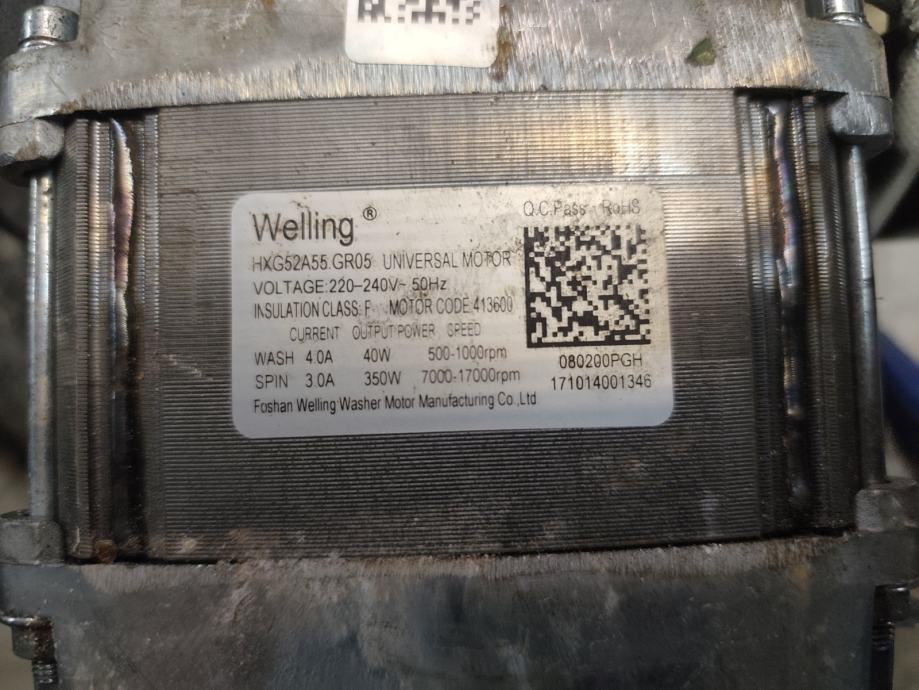 Welling ®
Q.C.Pass RoHS
HXG52A55.GR05 UNIVERSAL MOTOR
VOLTAGE:220-240V~ 50Hz
INSULATION CLASS: F MOTOR CODE:413600
CURRENT OUTPUT POWER SPEED
WASH 4.0A 40W 500-1000rpm
SPIN 3.0A 350W 7000-17000rpm
Foshan Welling Washer Motor Manufacturing Co.,Ltd
080200PGH
171014001346